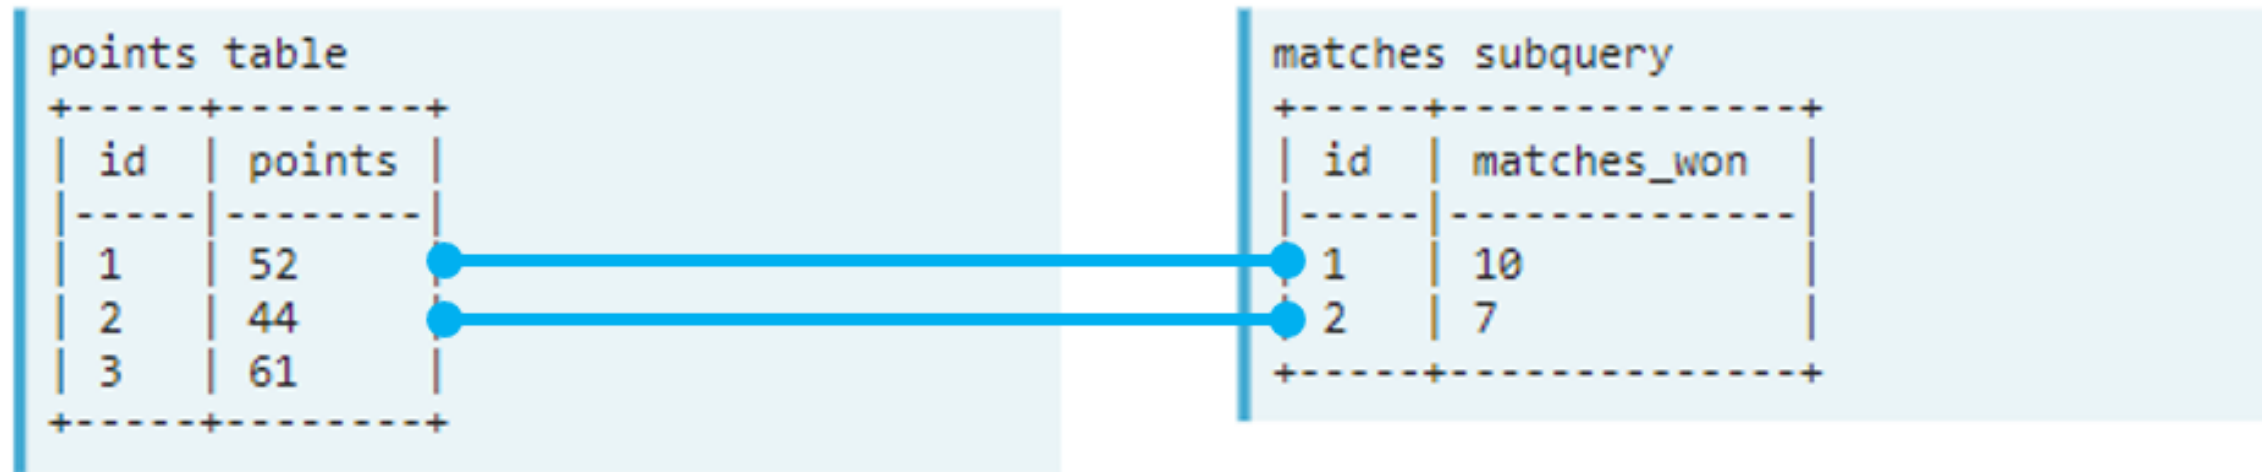 points table
+-----+--------+
| id  | points |
|-----|--------|
| 1   | 52     |
| 2   | 44     |
| 3   | 61     |
+-----+--------+
matches subquery
+-----+--------------+
| id  | matches_won  |
|-----|--------------|
| 1   | 10           |
| 2   | 7            |
+-----+--------------+